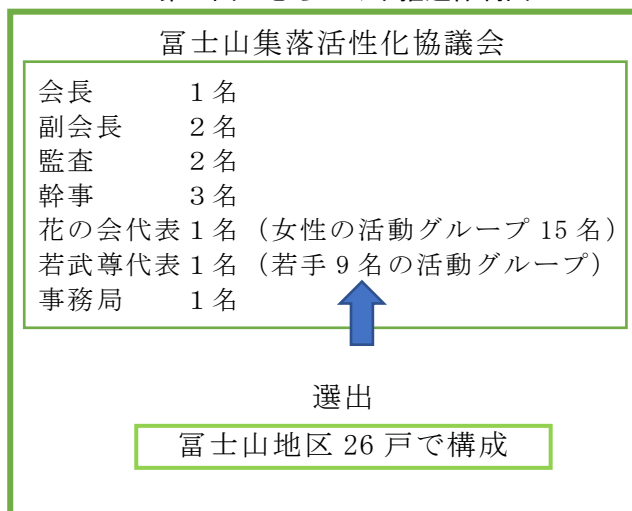 冨士山集落活性化協議会
会長 1名
副会長 2名
監査 2名
幹事 3名
花の会代表 1名(女性の活動グループ 15名)
若武尊代表 1名(若手 9名の活動グループ)
事務局 1名
選出
冨士山地区 26戸で構成